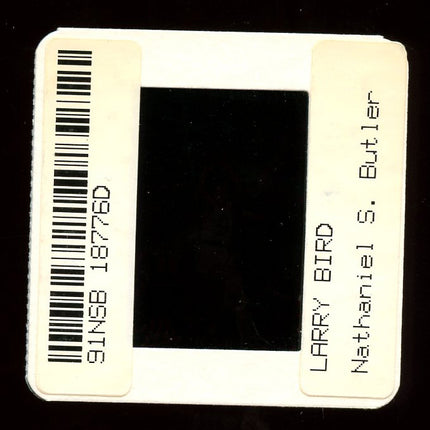 91NSB 18776D
LARRY BIRD
Nathaniel S. Butler